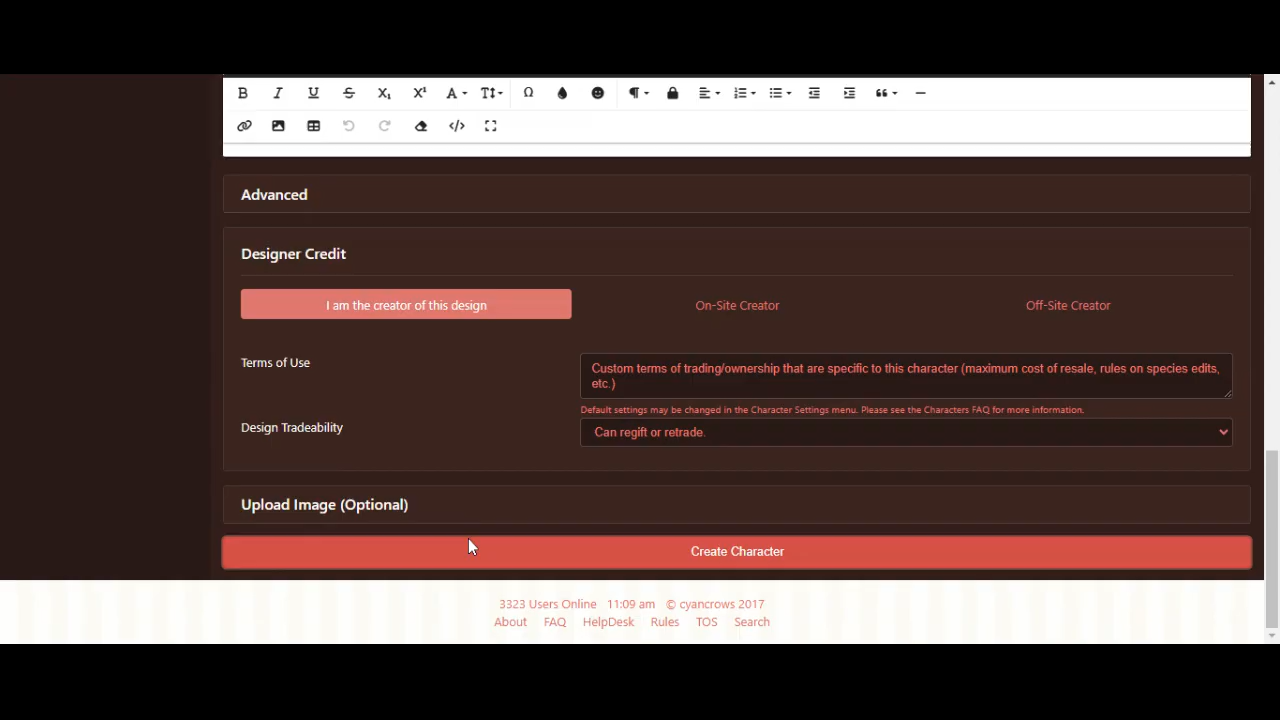 Advanced
Designer Credit
I am the creator of this design
On-Site Creator
Off-Site Creator
Terms of Use
Custom terms of trading/ownership that are specific to this character (maximum cost of resale, rules on species edits,
etc.)
Default settings may be changed in the Character Settings menu. Please see the Characters FAQ for more information.
Design Tradeability
Can regift or retrade.
Upload Image (Optional)
Create Character
3323 Users Online 11:09 am © cyancrows 2017
About FAQ HelpDesk Rules TOS Search